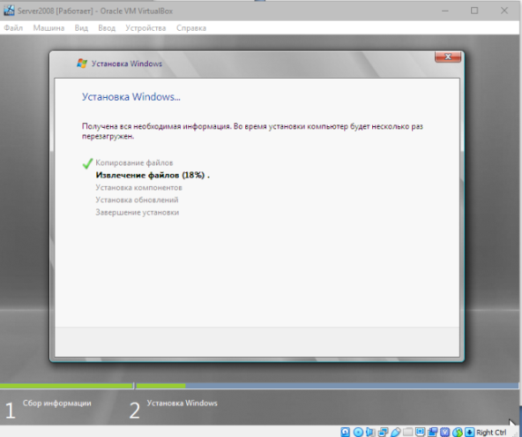 Server2008 [Работает] - Oracle VM VirtualBox
Файл Машина Вид Ввод Устройства Справка
Установка Windows
Установка Windows...
Получена вся необходимая информация. Во время установки компьютер будет несколько раз
перезагружен.
Копирование файлов
Извлечение файлов (18%) .
Установка компонентов
Установка обновлений
Завершение установки
1 Сбор информации
2 Установка Windows
Right Ctrl